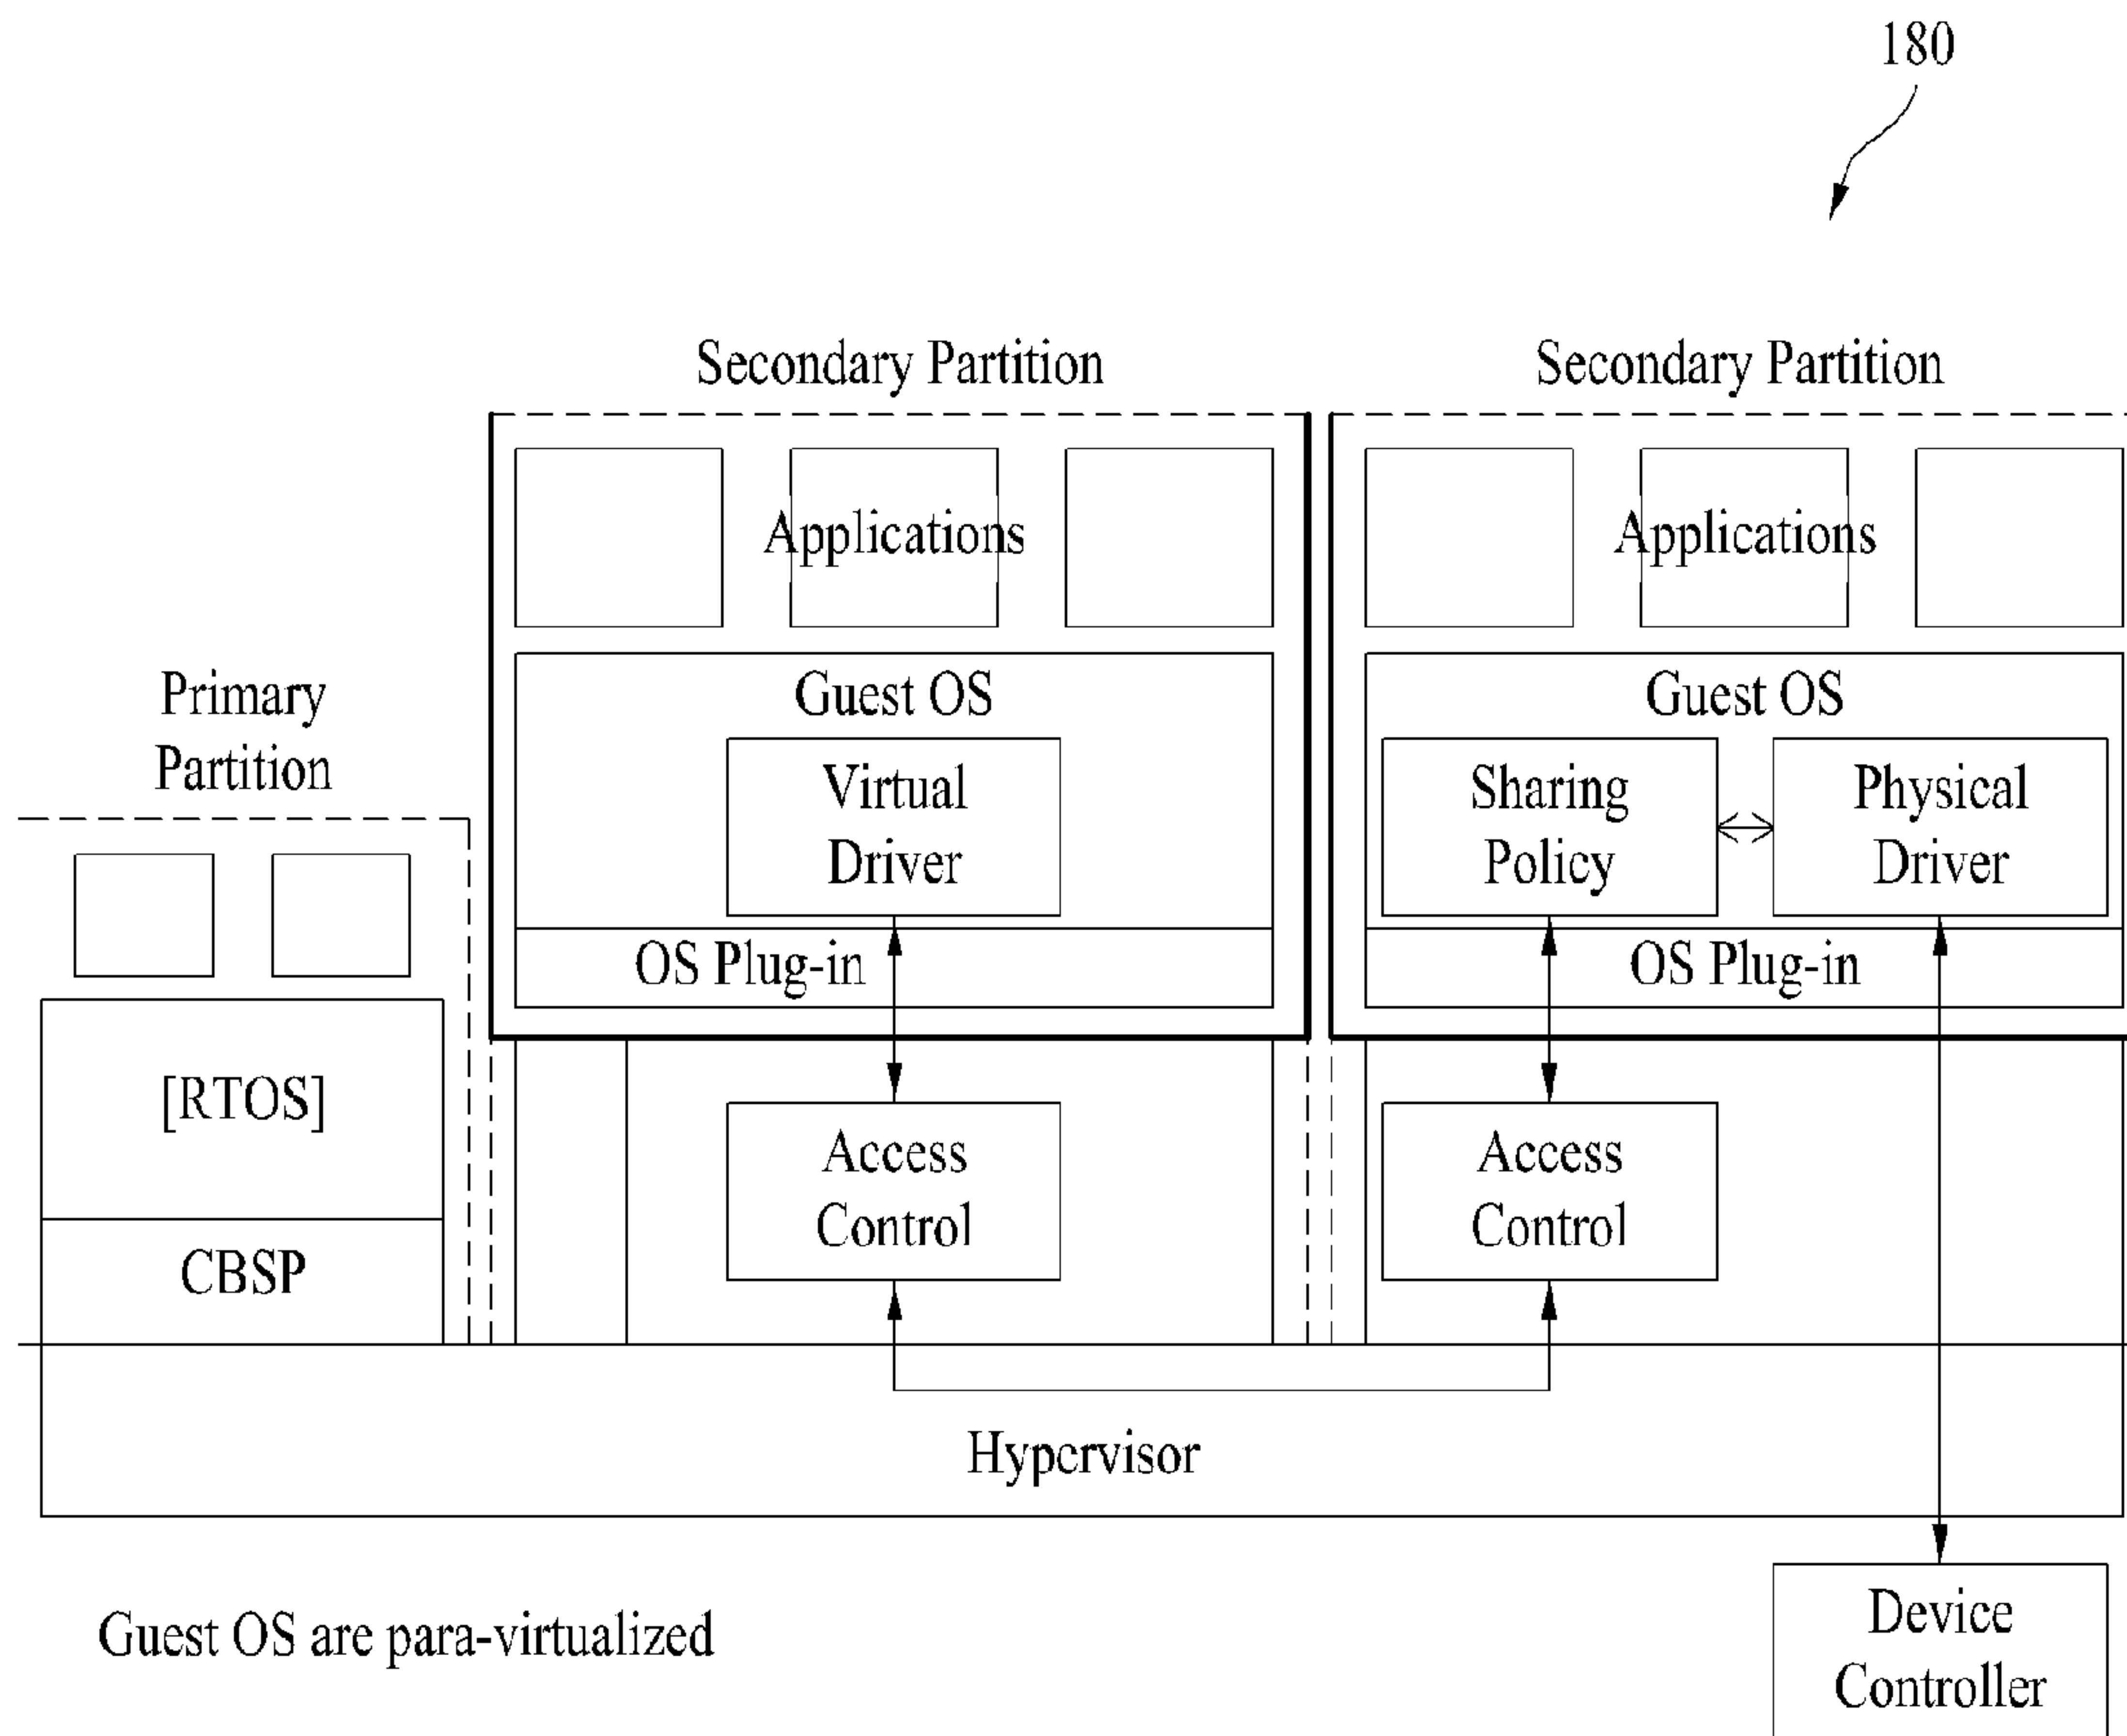 180
Secondary Partition
Secondary Partition
Applications
Applications
Primary
Partition
Guest OS
Guest OS
Virtual
Driver
Sharing
Policy
Physical
Driver
OS Plug-in
OS Plug-in
[RTOS]
CBSP
Access
Control
Access
Control
Hypervisor
Guest OS are para-virtualized
Device
Controller